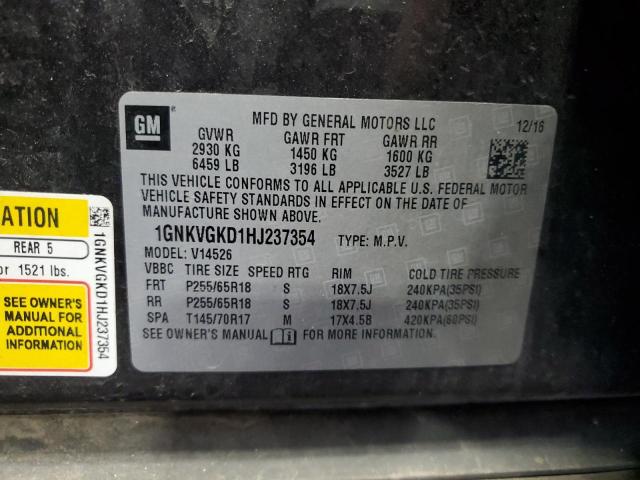 GM
MFD BY GENERAL MOTORS LLC 12/16
GVWR GAWR FRT GAWR RR
2930 KG 1450 KG 1600 KG
6459 LB 3196 LB 3527 LB
THIS VEHICLE CONFORMS TO ALL APPLICABLE U.S. FEDERAL MOTOR
VEHICLE SAFETY STANDARDS IN EFFECT ON THE DATE OF
MANUFACTURE SHOWN ABOVE.
1GNKVGKD1HJ237354 TYPE: M.P.V.
MODEL: V14526
VBBC TIRE SIZE SPEED RTG RIM COLD TIRE PRESSURE
FRT P255/65R18 S 18X7.5J 240KPA(35PSI)
RR P255/65R18 S 18X7.5J 240KPA(35PSI)
SPA T145/70R17 M 17X4.5B 420KPA(60PSI)
SEE OWNER'S MANUAL FOR MORE INFORMATION.
ATION
REAR 5
or 1521 lbs.
SEE OWNER'S
MANUAL FOR
ADDITIONAL
INFORMATION
1GNKVGKD1HJ237354